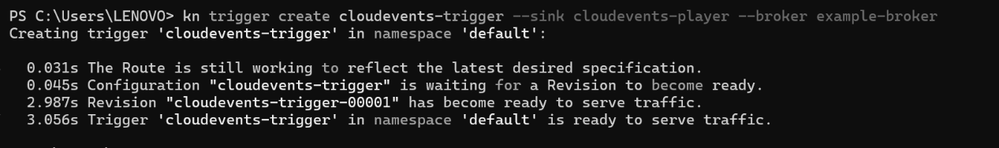 PS C:\Users\LENOVO> kn trigger create cloudevents-trigger --sink cloudevents-player --broker example-broker
Creating trigger 'cloudevents-trigger' in namespace 'default':
0.031s The Route is still working to reflect the latest desired specification.
0.045s Configuration "cloudevents-trigger" is waiting for a Revision to become ready.
2.987s Revision "cloudevents-trigger-00001" has become ready to serve traffic.
3.056s Trigger 'cloudevents-trigger' in namespace 'default' is ready to serve traffic.